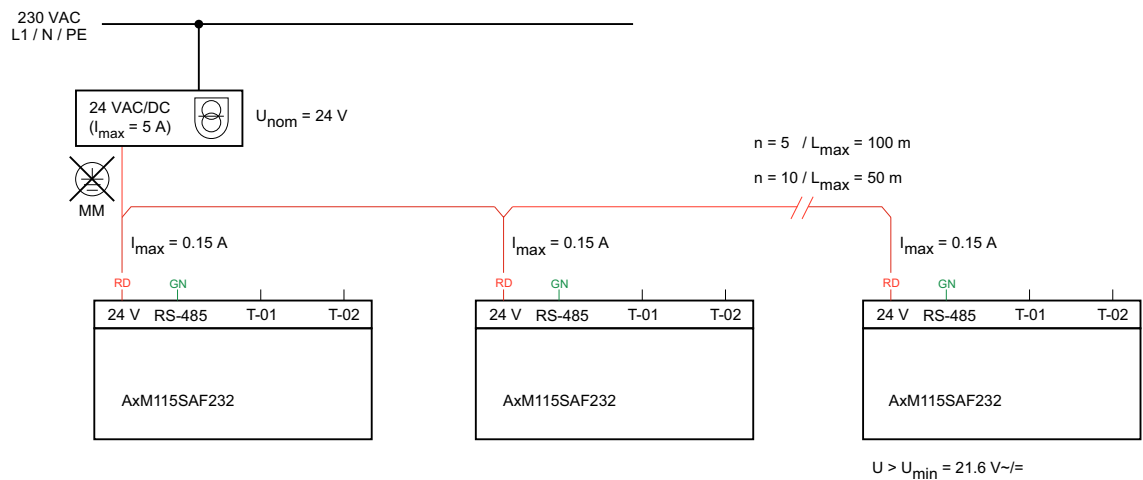 230 VAC
L1 / N / PE
24 VAC/DC
(Imax = 5 A)
Unom = 24 V
n = 5 / Lmax = 100 m
n = 10 / Lmax = 50 m
MM
Imax = 0.15 A
Imax = 0.15 A
Imax = 0.15 A
RD GN
RD GN
RD GN
24 V RS-485 T-01 T-02
24 V RS-485 T-01 T-02
24 V RS-485 T-01 T-02
AxM115SAF232
AxM115SAF232
AxM115SAF232
U > Umin = 21.6 V~/=